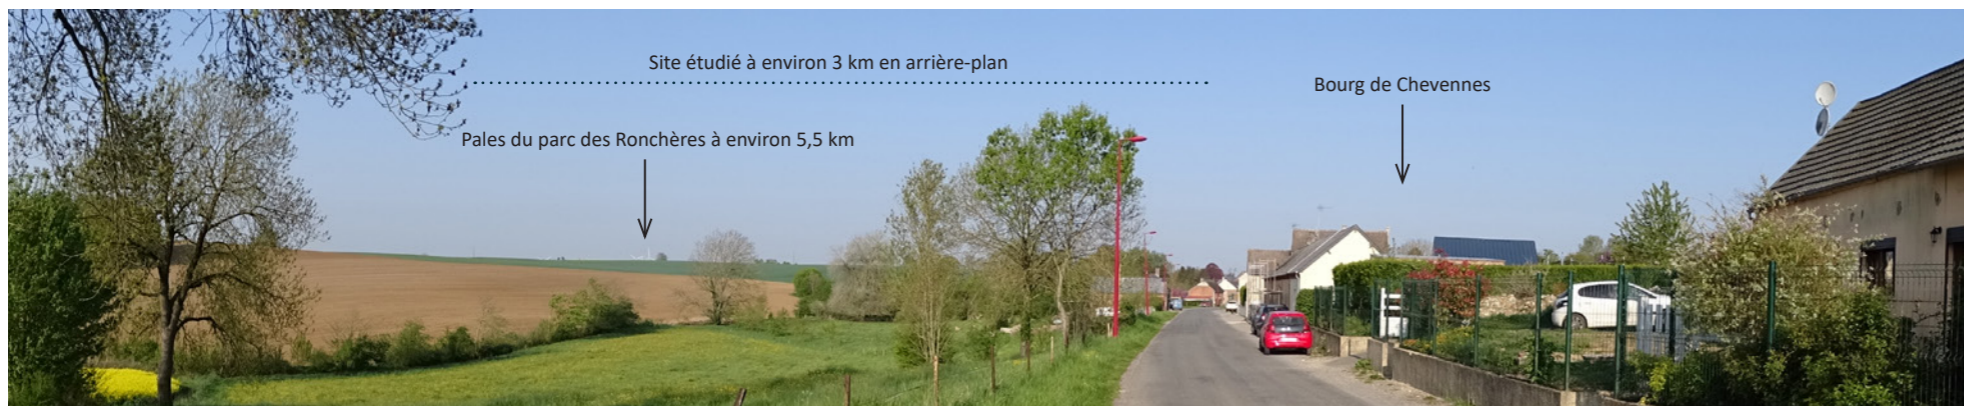 Site étudié à environ 3 km en arrière-plan
Bourg de Chevennes
Pales du parc des Ronchères à environ 5,5 km